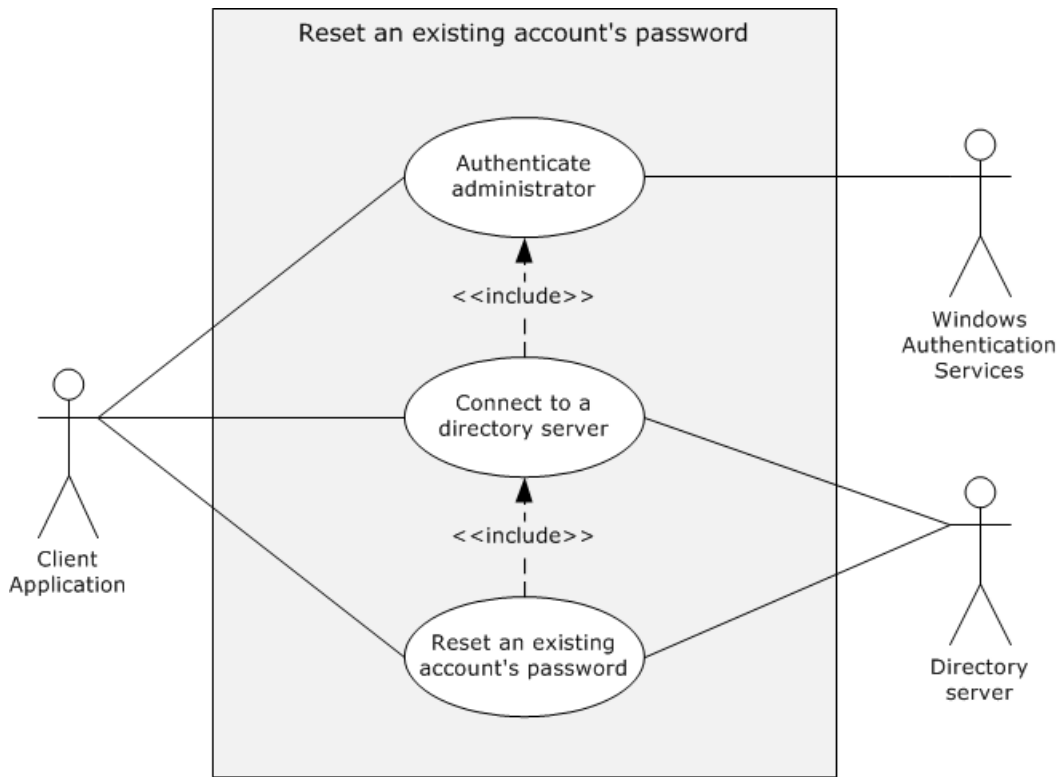 Reset an existing account's password
Authenticate
administrator
<<include>>
Windows
Authentication
Services
Connect to a
directory server
<<include>>
Client
Application
Reset an existing
account's password
Directory
server